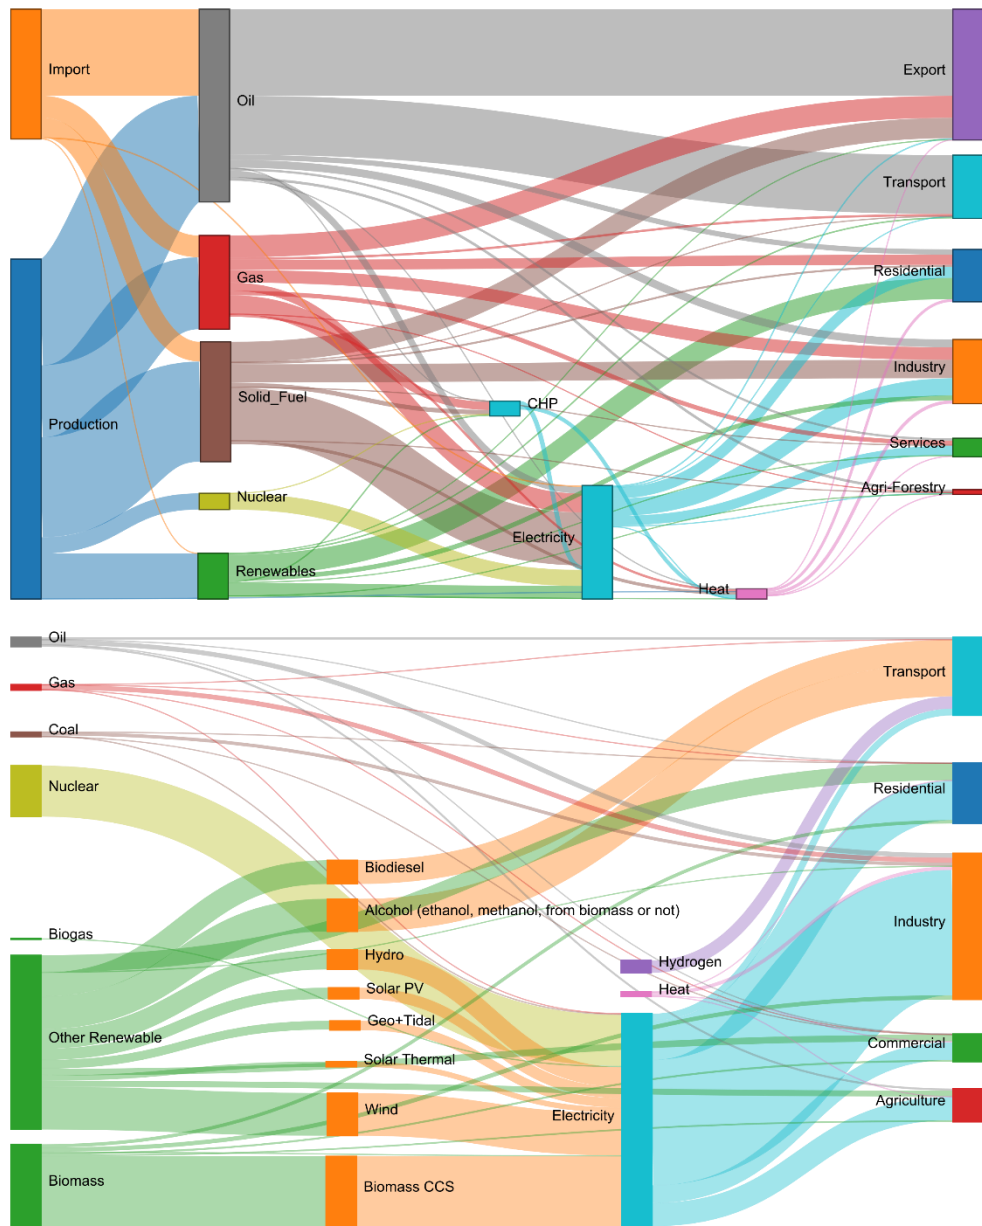 Import
Oil
Export
Transport
Gas
Residential
Industry
Solid_Fuel
CHP
Production
Services
Agri-Forestry
Nuclear
Electricity
Renewables
Heat
Oil
Transport
Gas
Coal
Nuclear
Residential
Biodiesel
Alcohol (ethanol, methanol, from biomass or not)
Industry
Biogas
Hydro
Hydrogen
Solar PV
Heat
Geo+Tidal
Other Renewable
Commercial
Solar Thermal
Agriculture
Wind
Electricity
Biomass
Biomass CCS